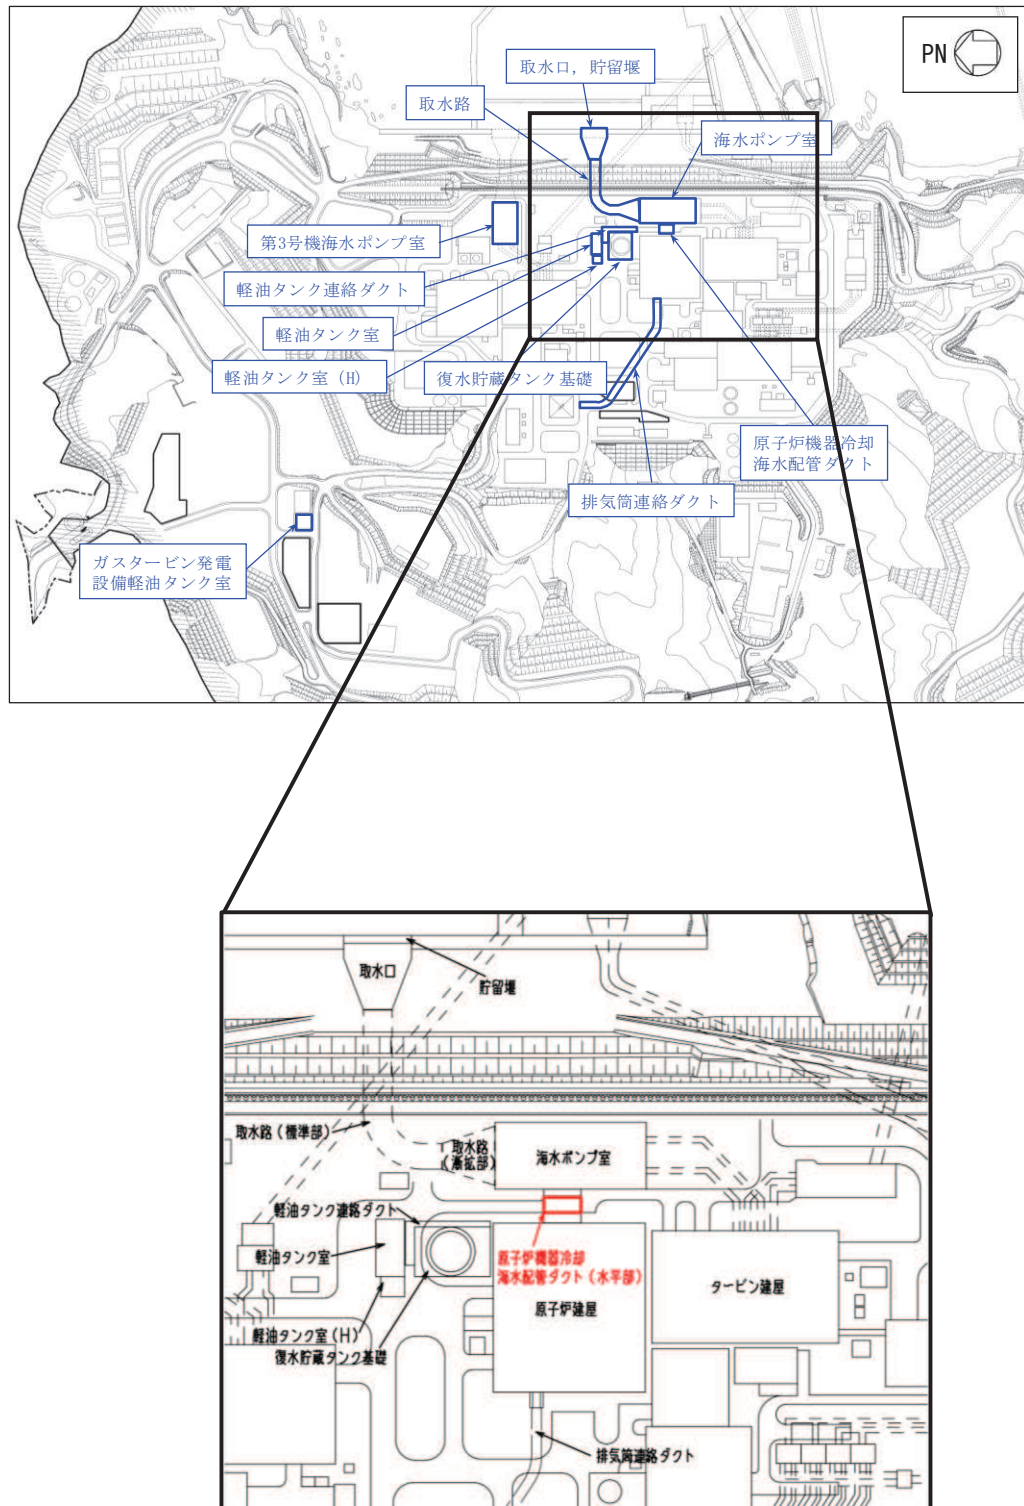 PN
取水口，貯留堰
取水路
海水ポンプ室
第3号機海水ポンプ室
軽油タンク連絡ダクト
軽油タンク室
軽油タンク室（H）
復水貯蔵タンク基礎
原子炉機器冷却
海水配管ダクト
排気筒連絡ダクト
ガスタービン発電
設備軽油タンク室
取水口
貯留堰
取水路（標準部）
取水路
（漸拡部）
海水ポンプ室
軽油タンク連絡ダクト
軽油タンク室
原子炉機器冷却
海水配管ダクト（水平部）
タービン建屋
原子炉建屋
軽油タンク室（H）
復水貯蔵タンク基礎
排気筒連絡ダクト